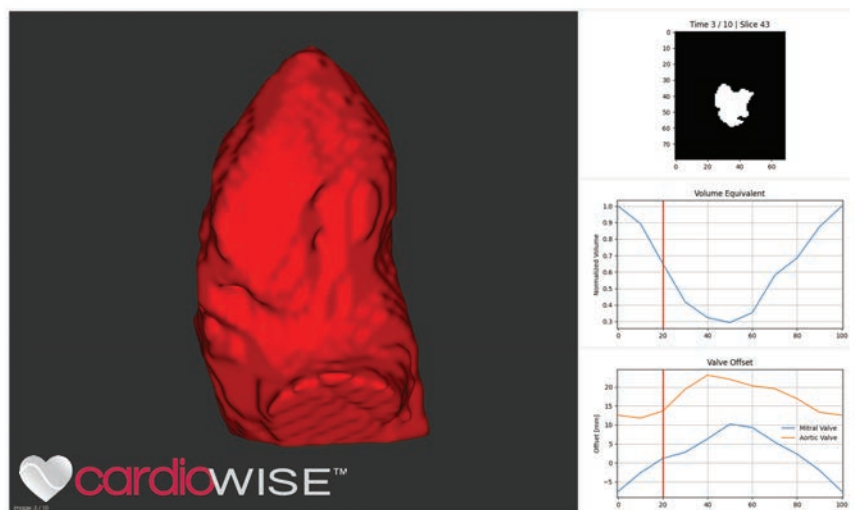 Time 3 / 10 | Slice 43
0
10
20
30
40
50
60
70
0 20 40 60
Volume Equivalent
Normalized Volume
1.0
0.9
0.8
0.7
0.6
0.5
0.4
0.3
0 20 40 60 80 100
Valve Offset
Offset [mm]
20
15
10
5
0
−5
Mitral Valve
Aortic Valve
0 20 40 60 80 100
cardioWISE™
Image: 3 / 10